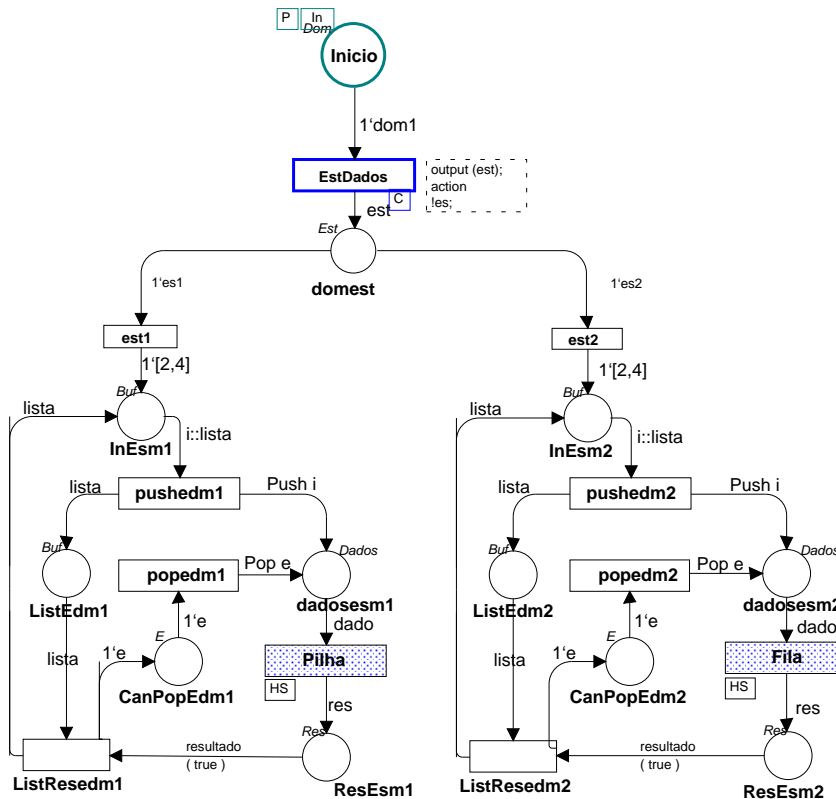 P In
Dom
Inicio
1‘dom1
EstDados
output (est);
action
!es;
C
est
Est
domest
1‘es1
1‘es2
est1
est2
1‘[2,4]
1‘[2,4]
Buf
Buf
lista
lista
InEsm1
i::lista
InEsm2
i::lista
lista
pushedm1
Push i
lista
pushedm2
Push i
Buf
Dados
Buf
Dados
popedm1
Pop e
popedm2
Pop e
ListEdm1
dadosesm1
ListEdm2
dadosesm2
1‘e
dado
1‘e
dado
E
E
lista
1‘e
Pilha
lista
1‘e
Fila
HS
HS
CanPopEdm1
CanPopEdm2
res
res
Res
Res
resultado
( true )
resultado
( true )
ListResedm1
ResEsm1
ListResedm2
ResEsm2